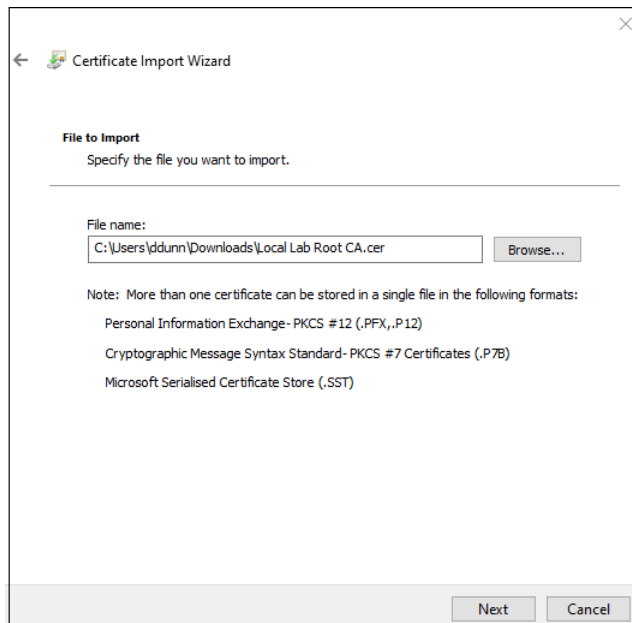 Certificate Import Wizard
File to Import
Specify the file you want to import.
File name:
C:\Users\ddunn\Downloads\Local Lab Root CA.cer
Browse...
Note: More than one certificate can be stored in a single file in the following formats:
Personal Information Exchange- PKCS #12 (.PFX,.P12)
Cryptographic Message Syntax Standard- PKCS #7 Certificates (.P7B)
Microsoft Serialised Certificate Store (.SST)
Next
Cancel